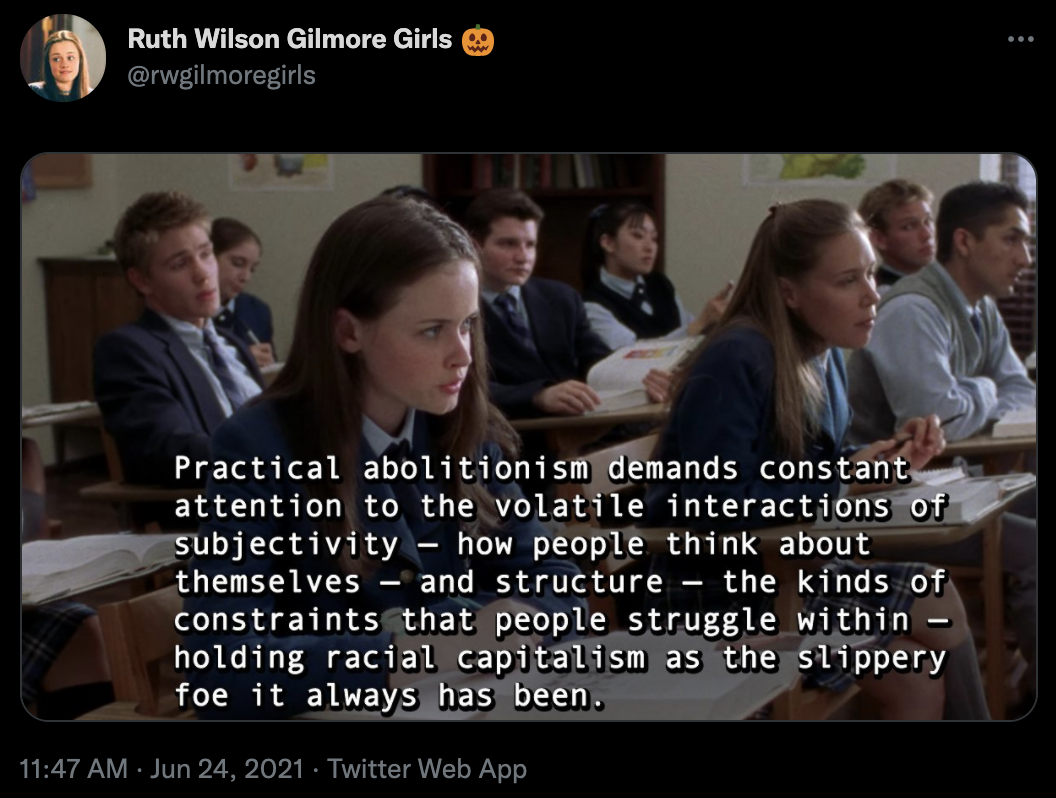 Ruth Wilson Gilmore Girls 🎃
@rwgilmoregirls
Practical abolitionism demands constant
attention to the volatile interactions of
subjectivity — how people think about
themselves — and structure — the kinds of
constraints that people struggle within —
holding racial capitalism as the slippery
foe it always has been.
11:47 AM · Jun 24, 2021 · Twitter Web App